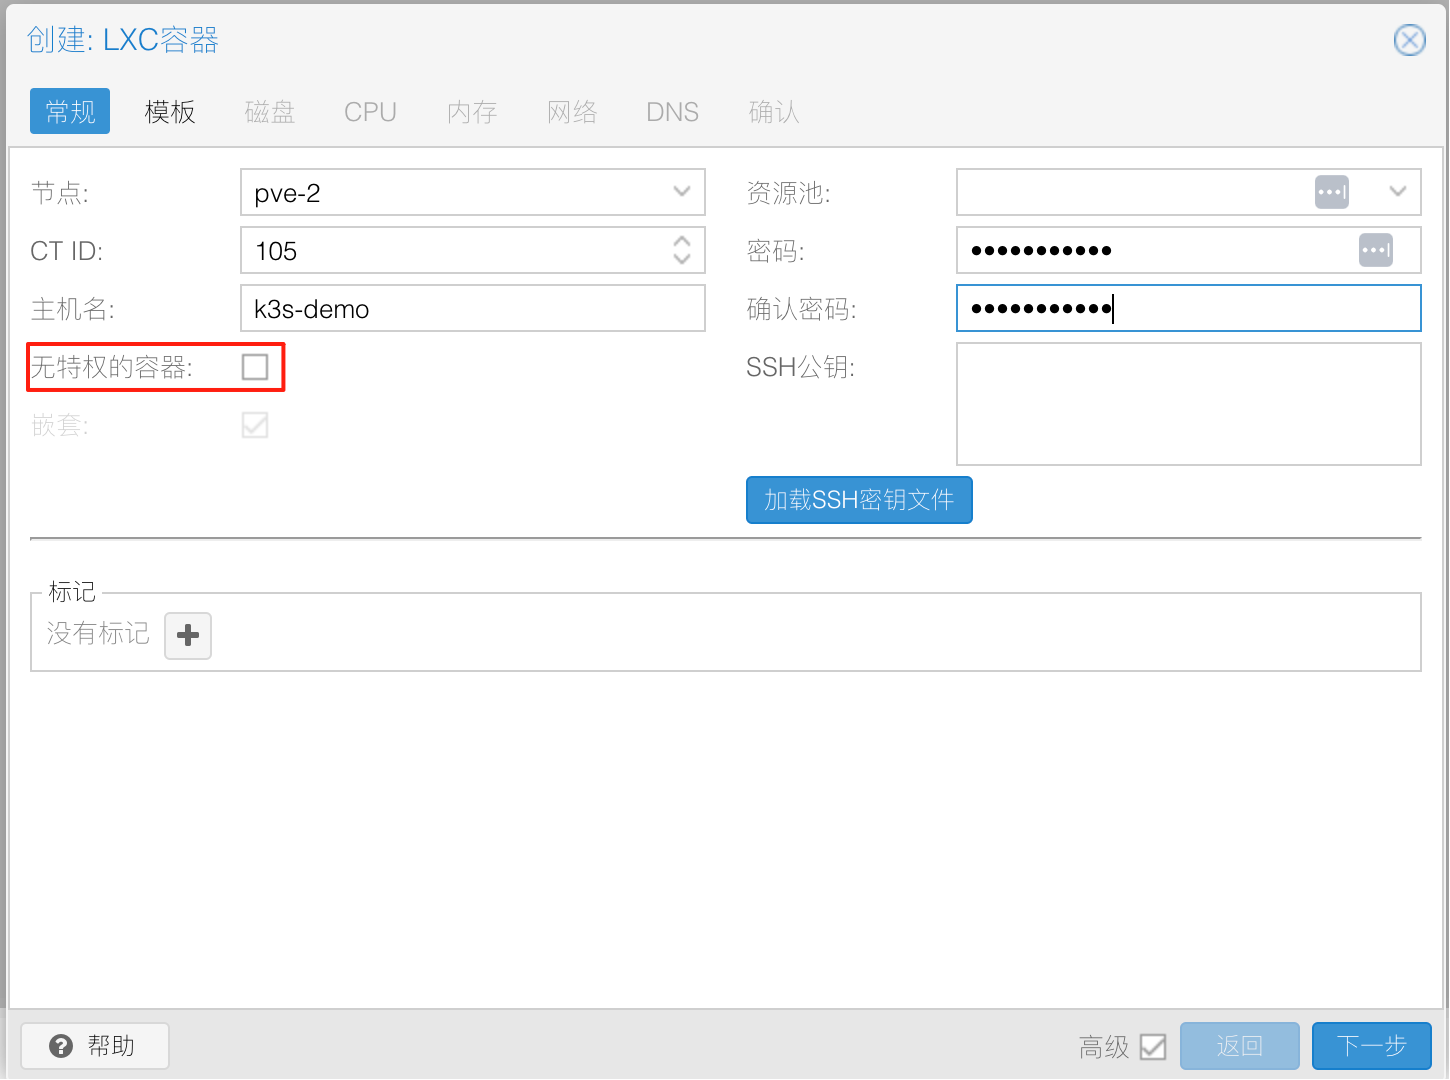 创建: LXC容器
常规 模板 磁盘 CPU 内存 网络 DNS 确认
节点: pve-2
CT ID: 105
主机名: k3s-demo
无特权的容器:
嵌套:
资源池:
密码: •••••••••••
确认密码: •••••••••••
SSH公钥:
加载SSH密钥文件
标记
没有标记
帮助 高级 返回 下一步